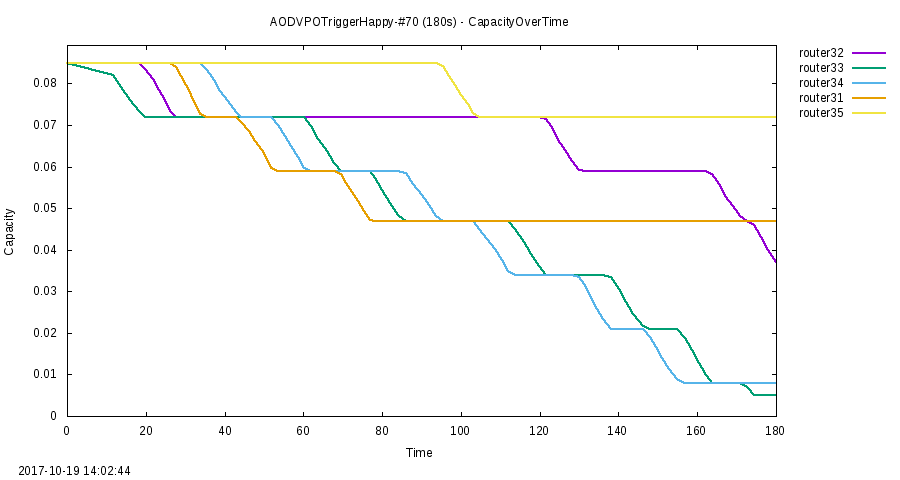 AODVPOTriggerHappy-#70 (180s) - CapacityOverTime
router32
router33
router34
router31
router35
0.08
0.07
0.06
0.05
0.04
0.03
0.02
0.01
0
Capacity
0 20 40 60 80 100 120 140 160 180
Time
2017-10-19 14:02:44